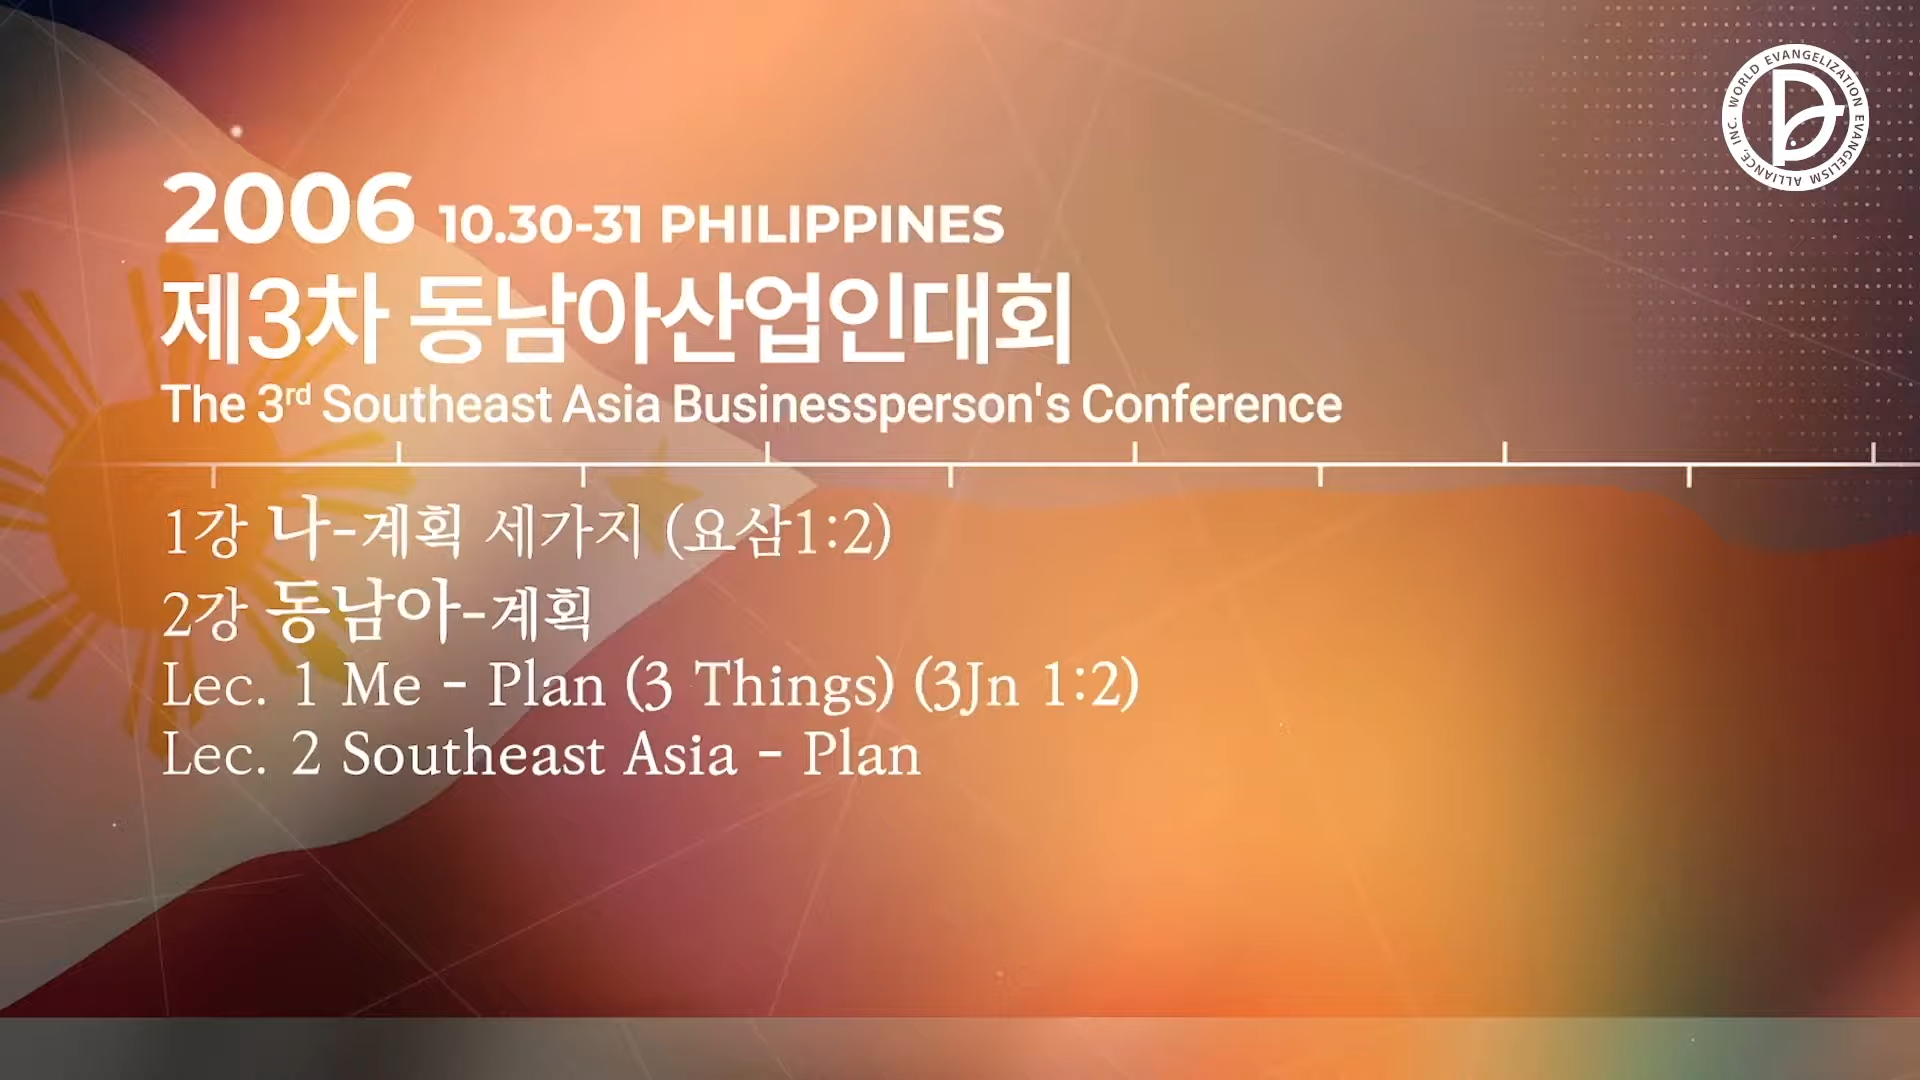 WORLD EVANGELIZATION EVANGELISM ALLIANCE, INC.
2006 10.30-31 PHILIPPINES
제3차 동남아산업인대회
The 3rd Southeast Asia Businessperson's Conference
1강 나-계획 세가지 (요삼1:2)
2강 동남아-계획
Lec. 1 Me - Plan (3 Things) (3Jn 1:2)
Lec. 2 Southeast Asia - Plan